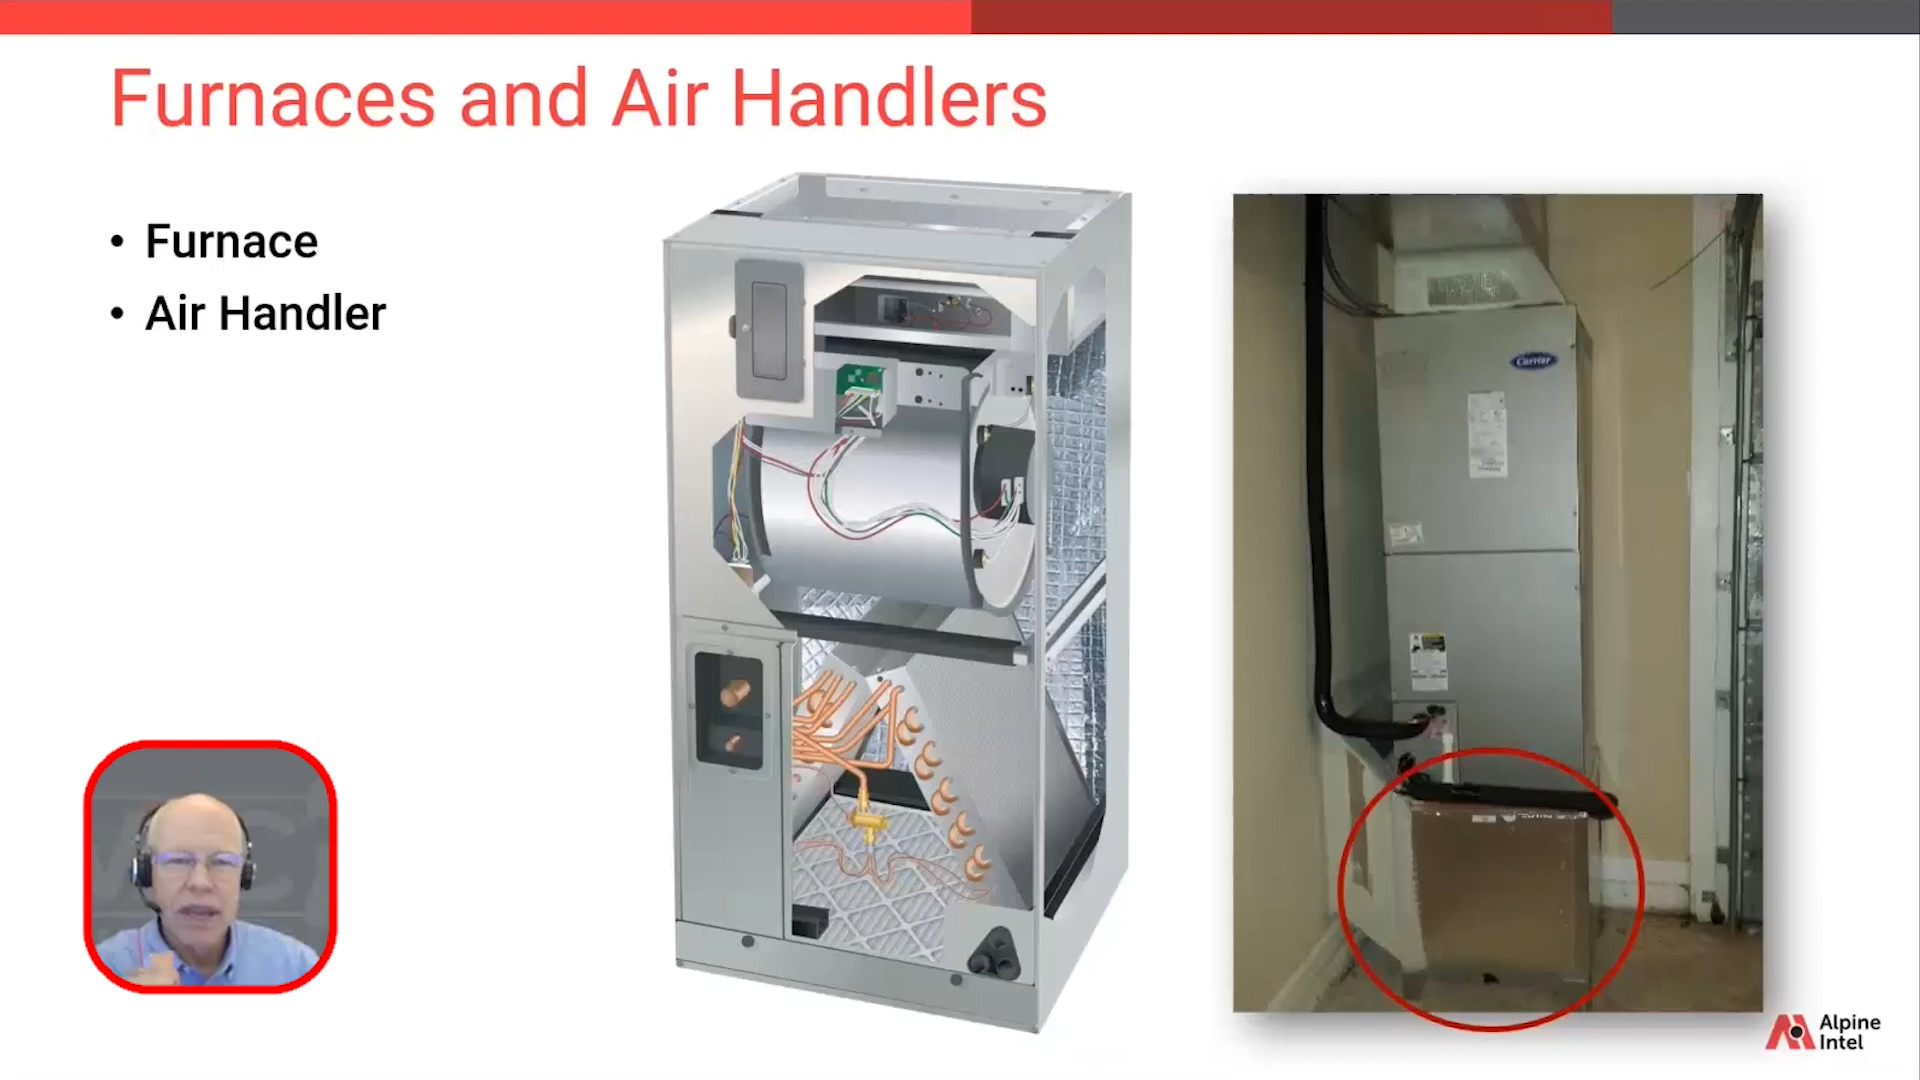 Furnaces and Air Handlers
• Furnace
• Air Handler
Carrier
Alpine
Intel